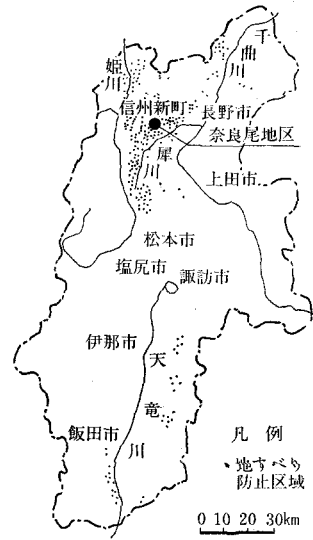 千曲川
姫川
信州新町
長野市
奈良尾地区
犀川
上田市
松本市
塩尻市
諏訪市
伊那市
天竜川
飯田市
凡 例
・地すべり
防止区域
0 10 20 30km